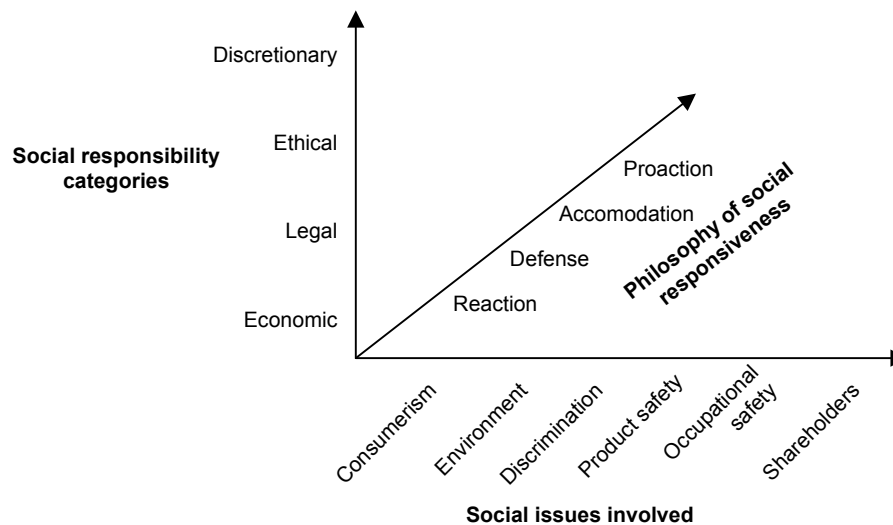 Discretionary
Ethical
Social responsibility
categories
Proaction
Accomodation
Legal
Philosophy of social
responsiveness
Defense
Reaction
Economic
Consumerism
Environment
Discrimination
Product safety
Occupational
safety
Shareholders
Social issues involved